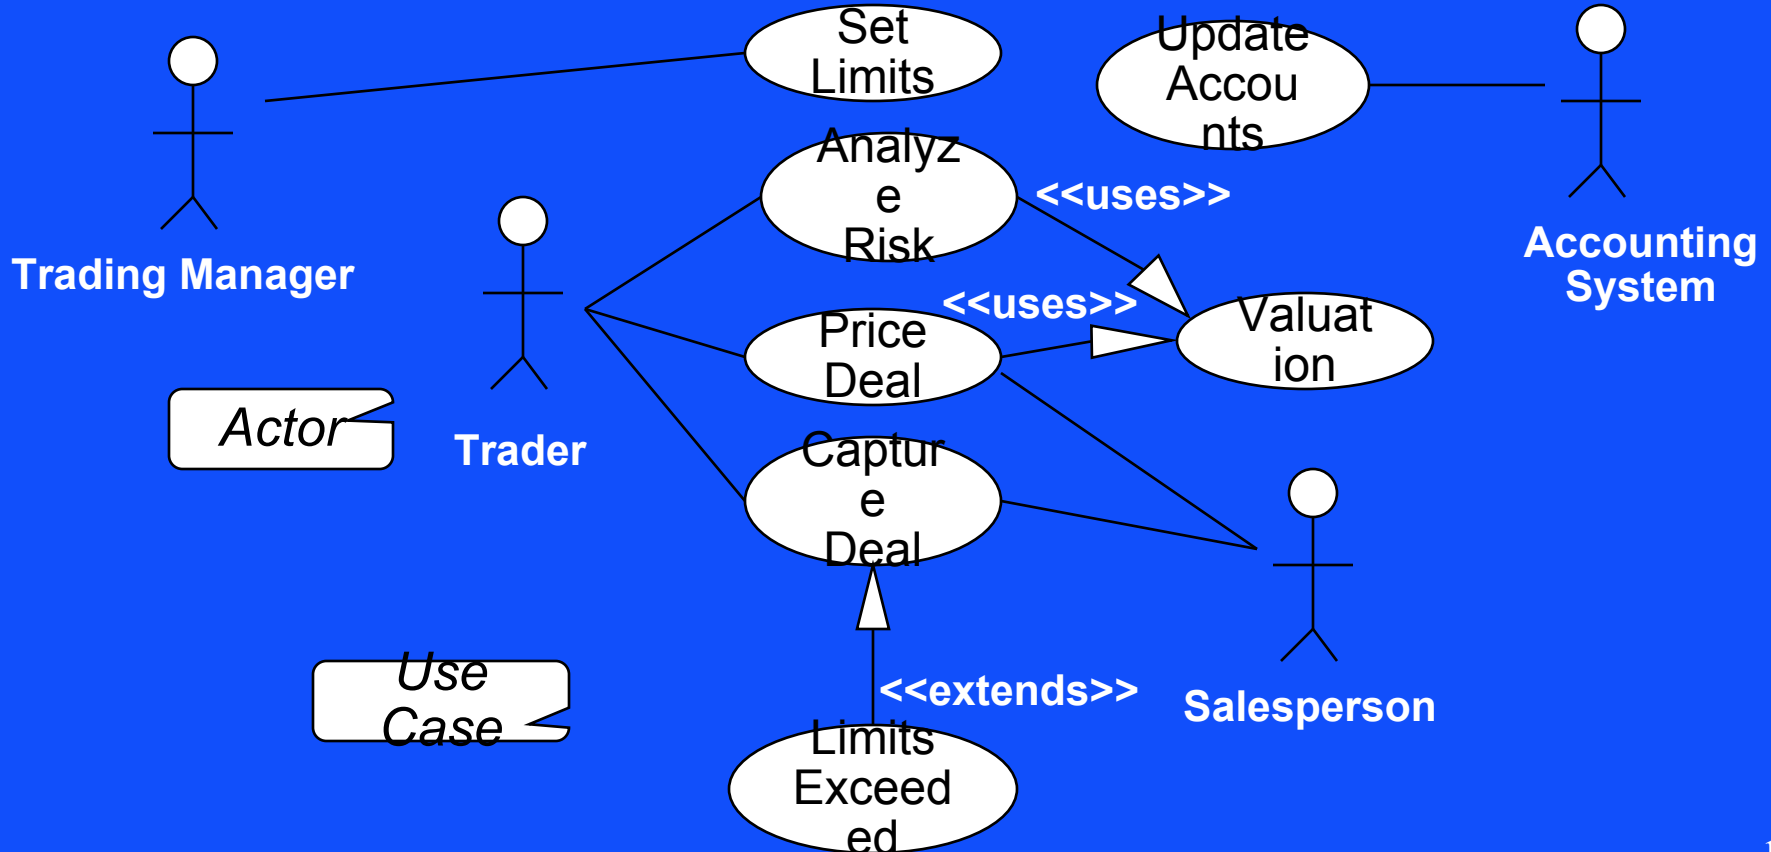 Set
Limits
Update
Accou
nts
Analyz
e
Risk
<<uses>>
Trading Manager
Accounting
System
<<uses>>
Price
Deal
Valuat
ion
Actor
Trader
Captur
e
Deal
Use
Case
<<extends>>
Salesperson
Limits
Exceed
ed